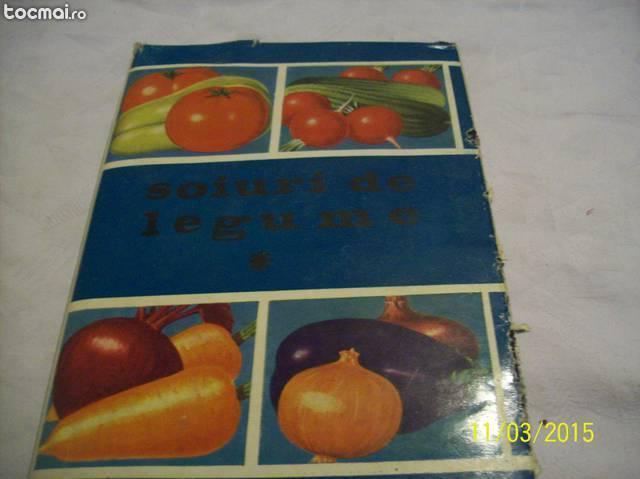 tocmai.ro
soiuri de
legume
*
11/03/2015